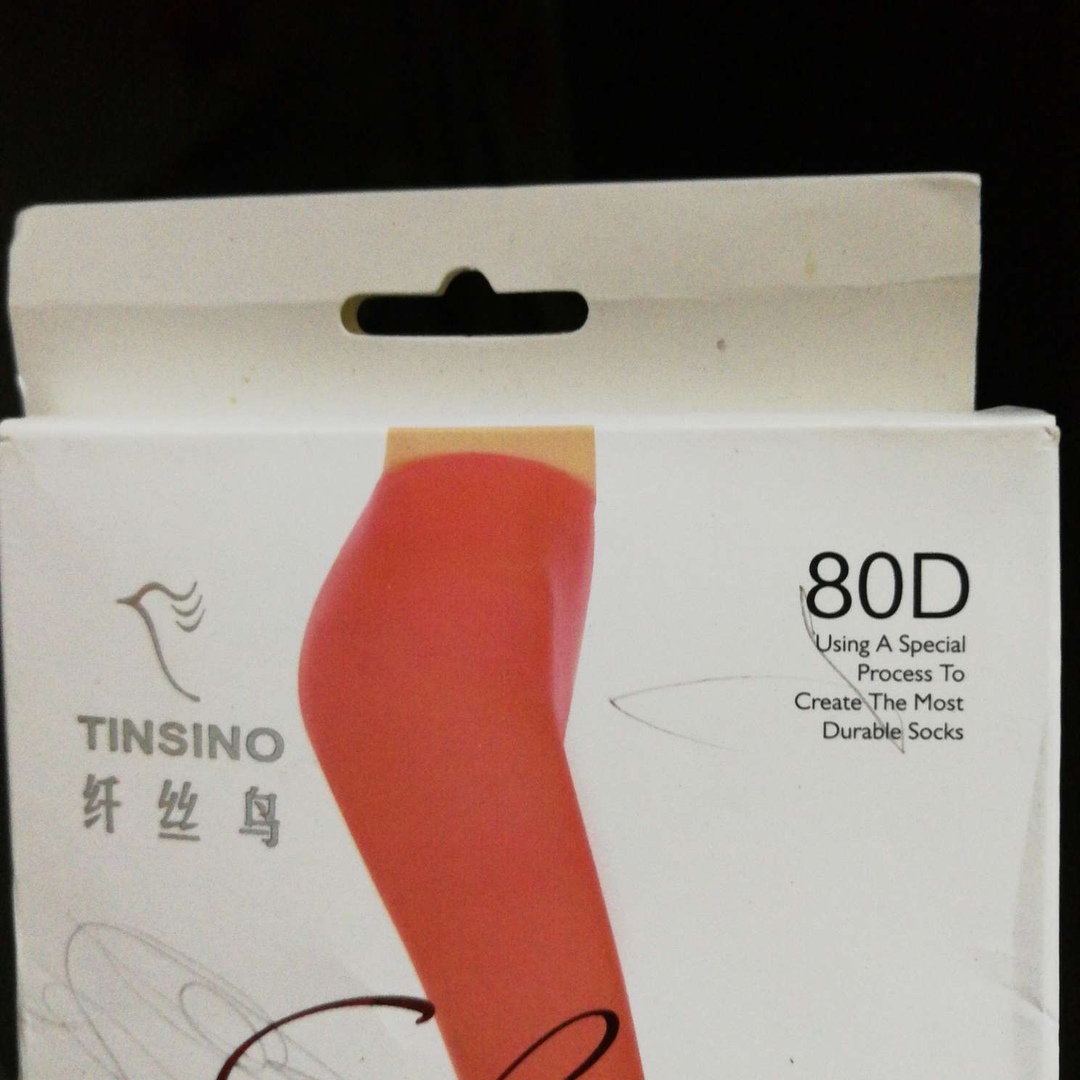 TINSINO
纤丝鸟
80D
Using A Special
Process To
Create The Most
Durable Socks